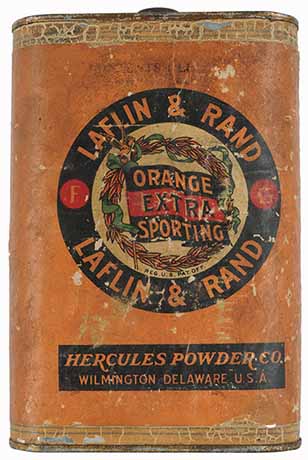 LAFLIN & RAND
ORANGE
EXTRA
SPORTING
F G
REG. U.S. PAT. OFF.
LAFLIN & RAND
HERCULES POWDER CO.
WILMINGTON DELAWARE, U.S.A.